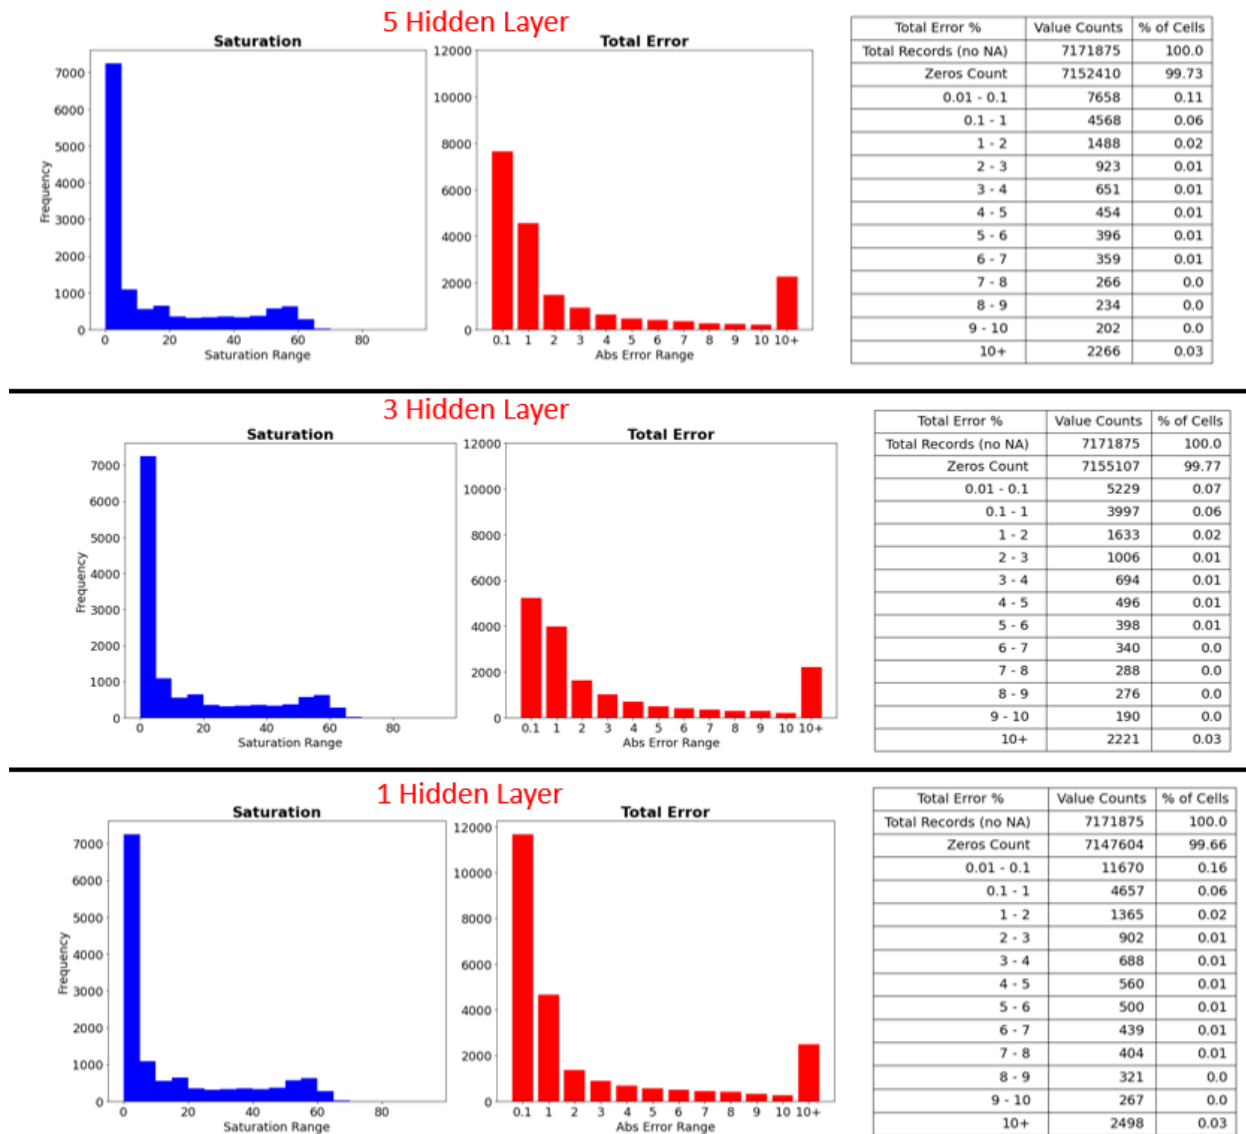 5 Hidden Layer
Saturation
Total Error
7000
6000
5000
4000
3000
2000
1000
0
Frequency
0 20 40 60 80
Saturation Range
12000
10000
8000
6000
4000
2000
0
0.1 1 2 3 4 5 6 7 8 9 10 10+
Abs Error Range
Total Error % Value Counts % of Cells
Total Records (no NA) 7171875 100.0
Zeros Count 7152410 99.73
0.01 - 0.1 7658 0.11
0.1 - 1 4568 0.06
1 - 2 1488 0.02
2 - 3 923 0.01
3 - 4 651 0.01
4 - 5 454 0.01
5 - 6 396 0.01
6 - 7 359 0.01
7 - 8 266 0.0
8 - 9 234 0.0
9 - 10 202 0.0
10+ 2266 0.03
3 Hidden Layer
Saturation
Total Error
7000
6000
5000
4000
3000
2000
1000
0
Frequency
0 20 40 60 80
Saturation Range
12000
10000
8000
6000
4000
2000
0
0.1 1 2 3 4 5 6 7 8 9 10 10+
Abs Error Range
Total Error % Value Counts % of Cells
Total Records (no NA) 7171875 100.0
Zeros Count 7155107 99.77
0.01 - 0.1 5229 0.07
0.1 - 1 3997 0.06
1 - 2 1633 0.02
2 - 3 1006 0.01
3 - 4 694 0.01
4 - 5 496 0.01
5 - 6 398 0.01
6 - 7 340 0.0
7 - 8 288 0.0
8 - 9 276 0.0
9 - 10 190 0.0
10+ 2221 0.03
1 Hidden Layer
Saturation
Total Error
7000
6000
5000
4000
3000
2000
1000
0
Frequency
0 20 40 60 80
Saturation Range
12000
10000
8000
6000
4000
2000
0
0.1 1 2 3 4 5 6 7 8 9 10 10+
Abs Error Range
Total Error % Value Counts % of Cells
Total Records (no NA) 7171875 100.0
Zeros Count 7147604 99.66
0.01 - 0.1 11670 0.16
0.1 - 1 4657 0.06
1 - 2 1365 0.02
2 - 3 902 0.01
3 - 4 688 0.01
4 - 5 560 0.01
5 - 6 500 0.01
6 - 7 439 0.01
7 - 8 404 0.01
8 - 9 321 0.0
9 - 10 267 0.0
10+ 2498 0.03